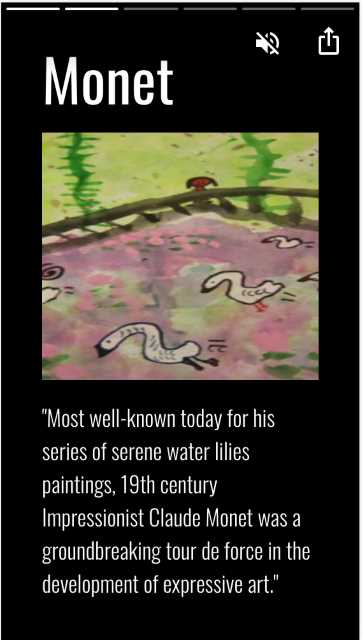 Monet
"Most well-known today for his
series of serene water lilies
paintings, 19th century
Impressionist Claude Monet was a
groundbreaking tour de force in the
development of expressive art."